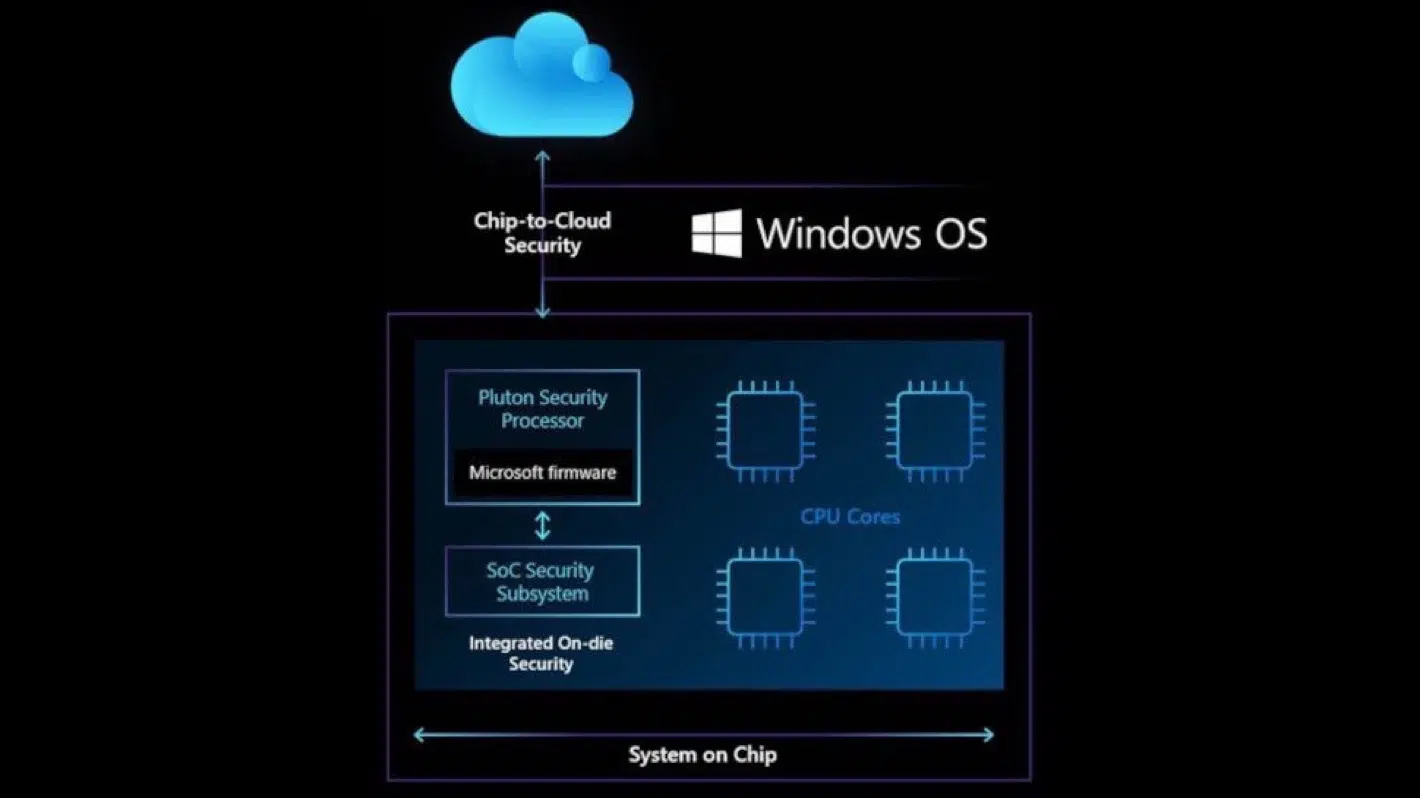 Chip-to-Cloud
Security
Windows OS
Pluton Security
Processor
Microsoft firmware
SoC Security
Subsystem
Integrated On-die
Security
CPU Cores
System on Chip